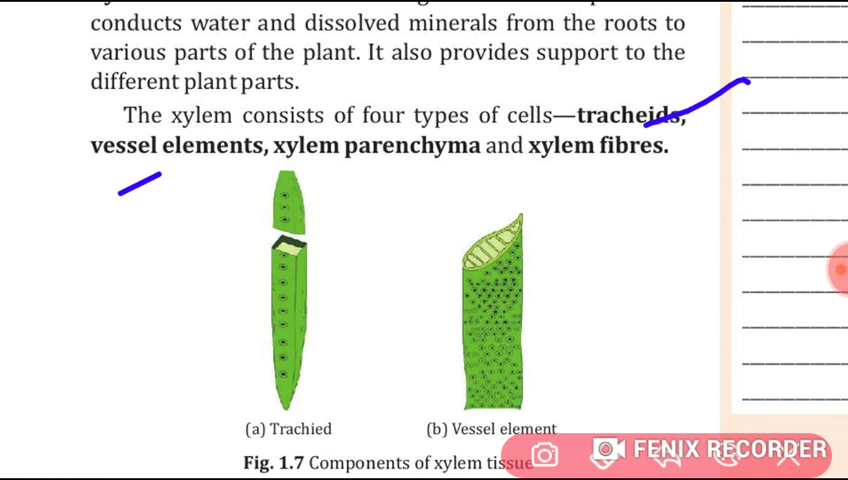 conducts water and dissolved minerals from the roots to
various parts of the plant. It also provides support to the
different plant parts.
The xylem consists of four types of cells—tracheids,
vessel elements, xylem parenchyma and xylem fibres.
(a) Trachied
(b) Vessel element
Fig. 1.7 Components of xylem tissue
FENIX RECORDER